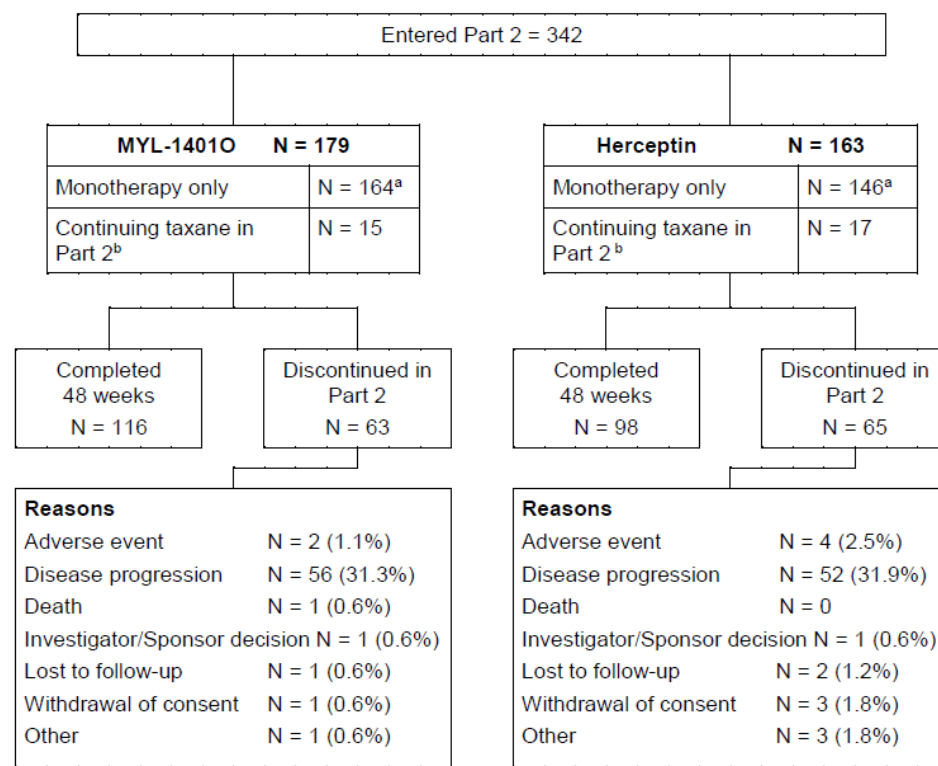 Entered Part 2 = 342
MYL-1401O N = 179
Monotherapy only N = 164ᵃ
Continuing taxane in N = 15
Part 2ᵇ
Herceptin N = 163
Monotherapy only N = 146ᵃ
Continuing taxane in N = 17
Part 2 ᵇ
Completed
48 weeks
N = 116
Discontinued in
Part 2
N = 63
Completed
48 weeks
N = 98
Discontinued in
Part 2
N = 65
Reasons
Adverse event N = 2 (1.1%)
Disease progression N = 56 (31.3%)
Death N = 1 (0.6%)
Investigator/Sponsor decision N = 1 (0.6%)
Lost to follow-up N = 1 (0.6%)
Withdrawal of consent N = 1 (0.6%)
Other N = 1 (0.6%)
Reasons
Adverse event N = 4 (2.5%)
Disease progression N = 52 (31.9%)
Death N = 0
Investigator/Sponsor decision N = 1 (0.6%)
Lost to follow-up N = 2 (1.2%)
Withdrawal of consent N = 3 (1.8%)
Other N = 3 (1.8%)